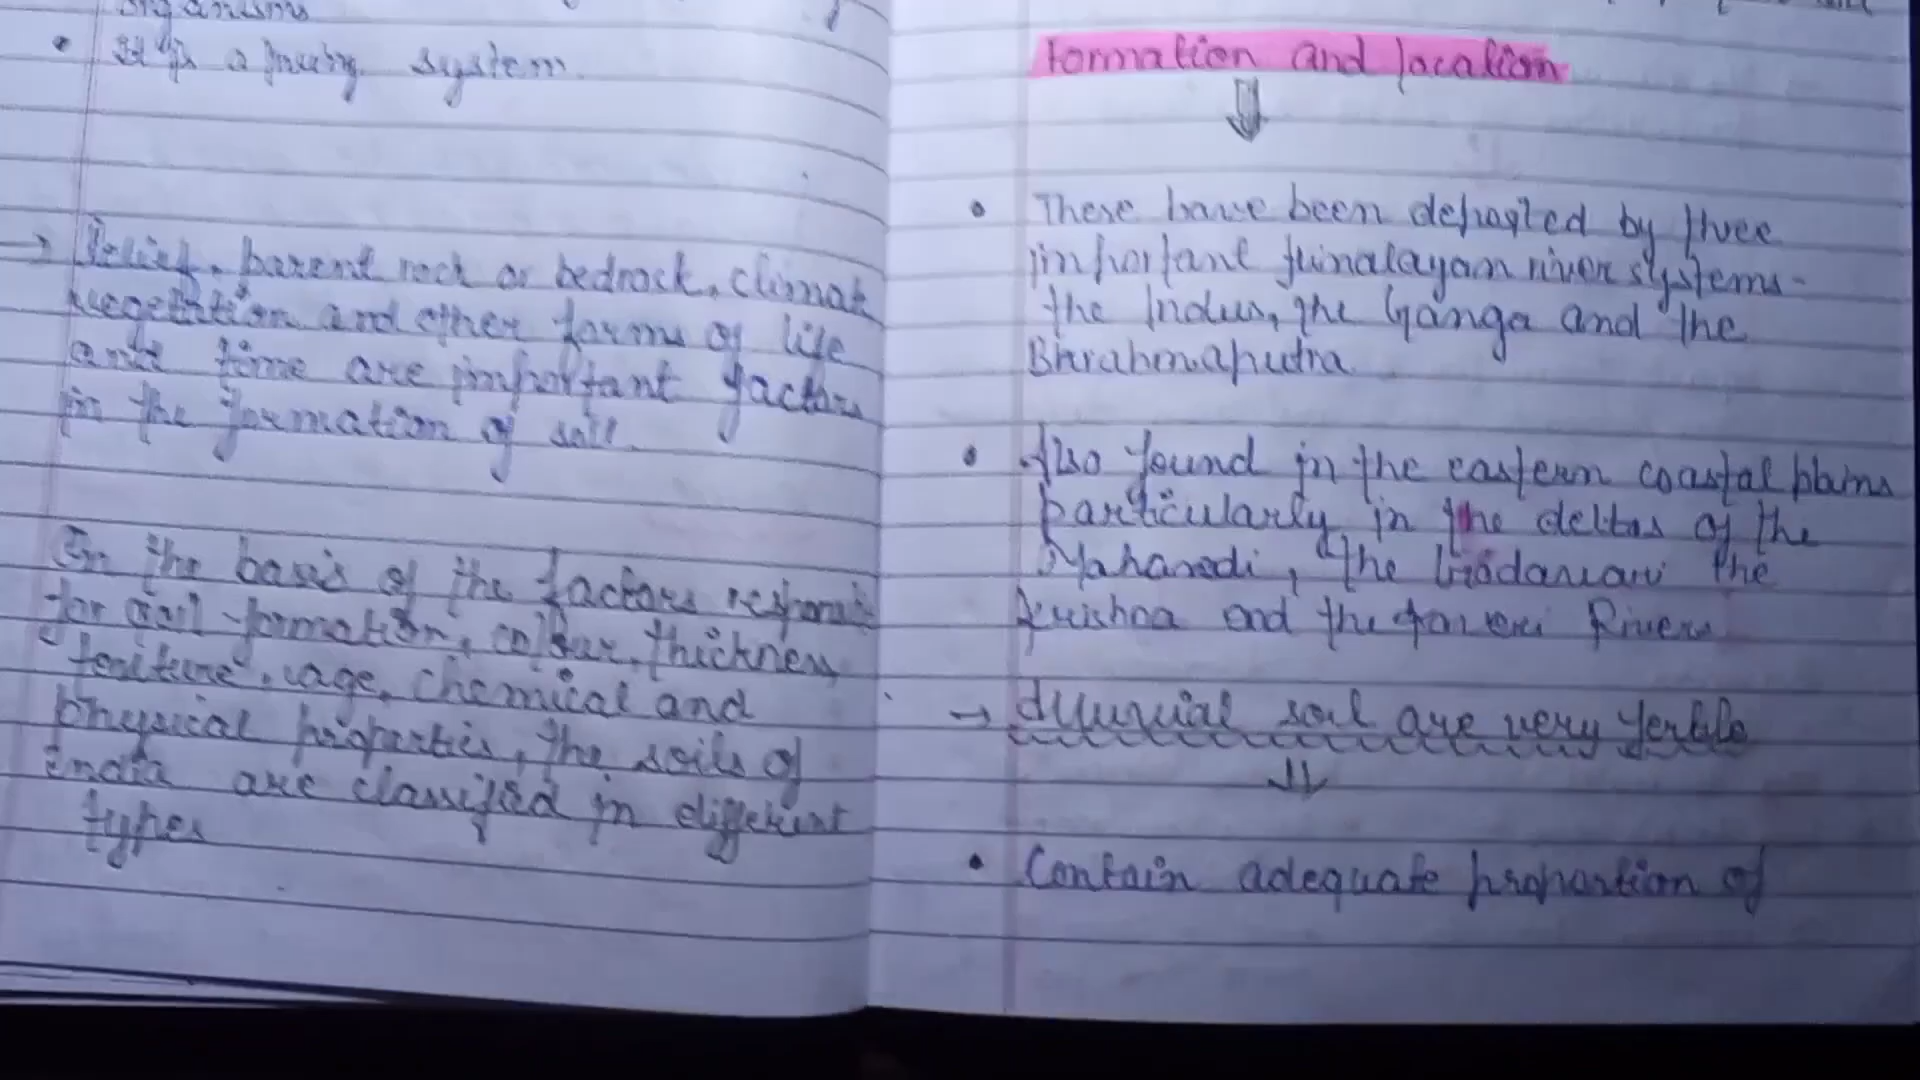 organisms
• It is a living system.
→ Relief, parent rock or bedrock, climate
vegetation and other forms of life
and time are important factors
in the formation of soil.
On the basis of the factors responsible
for soil formation, colour, thickness,
texture, age, chemical and
physical properties, the soils of
India are classified in different
types
Formation and location
• These have been deposited by three
important Himalayan river systems-
the Indus, the Ganga and the
Bhrahmaputra
• Also found in the eastern coastal plains
particularly in the deltas of the
Mahanadi, the Godavari the
Krishna and the Kaveri Rivers
→ Alluvial soil are very fertile
• Contain adequate proportion of